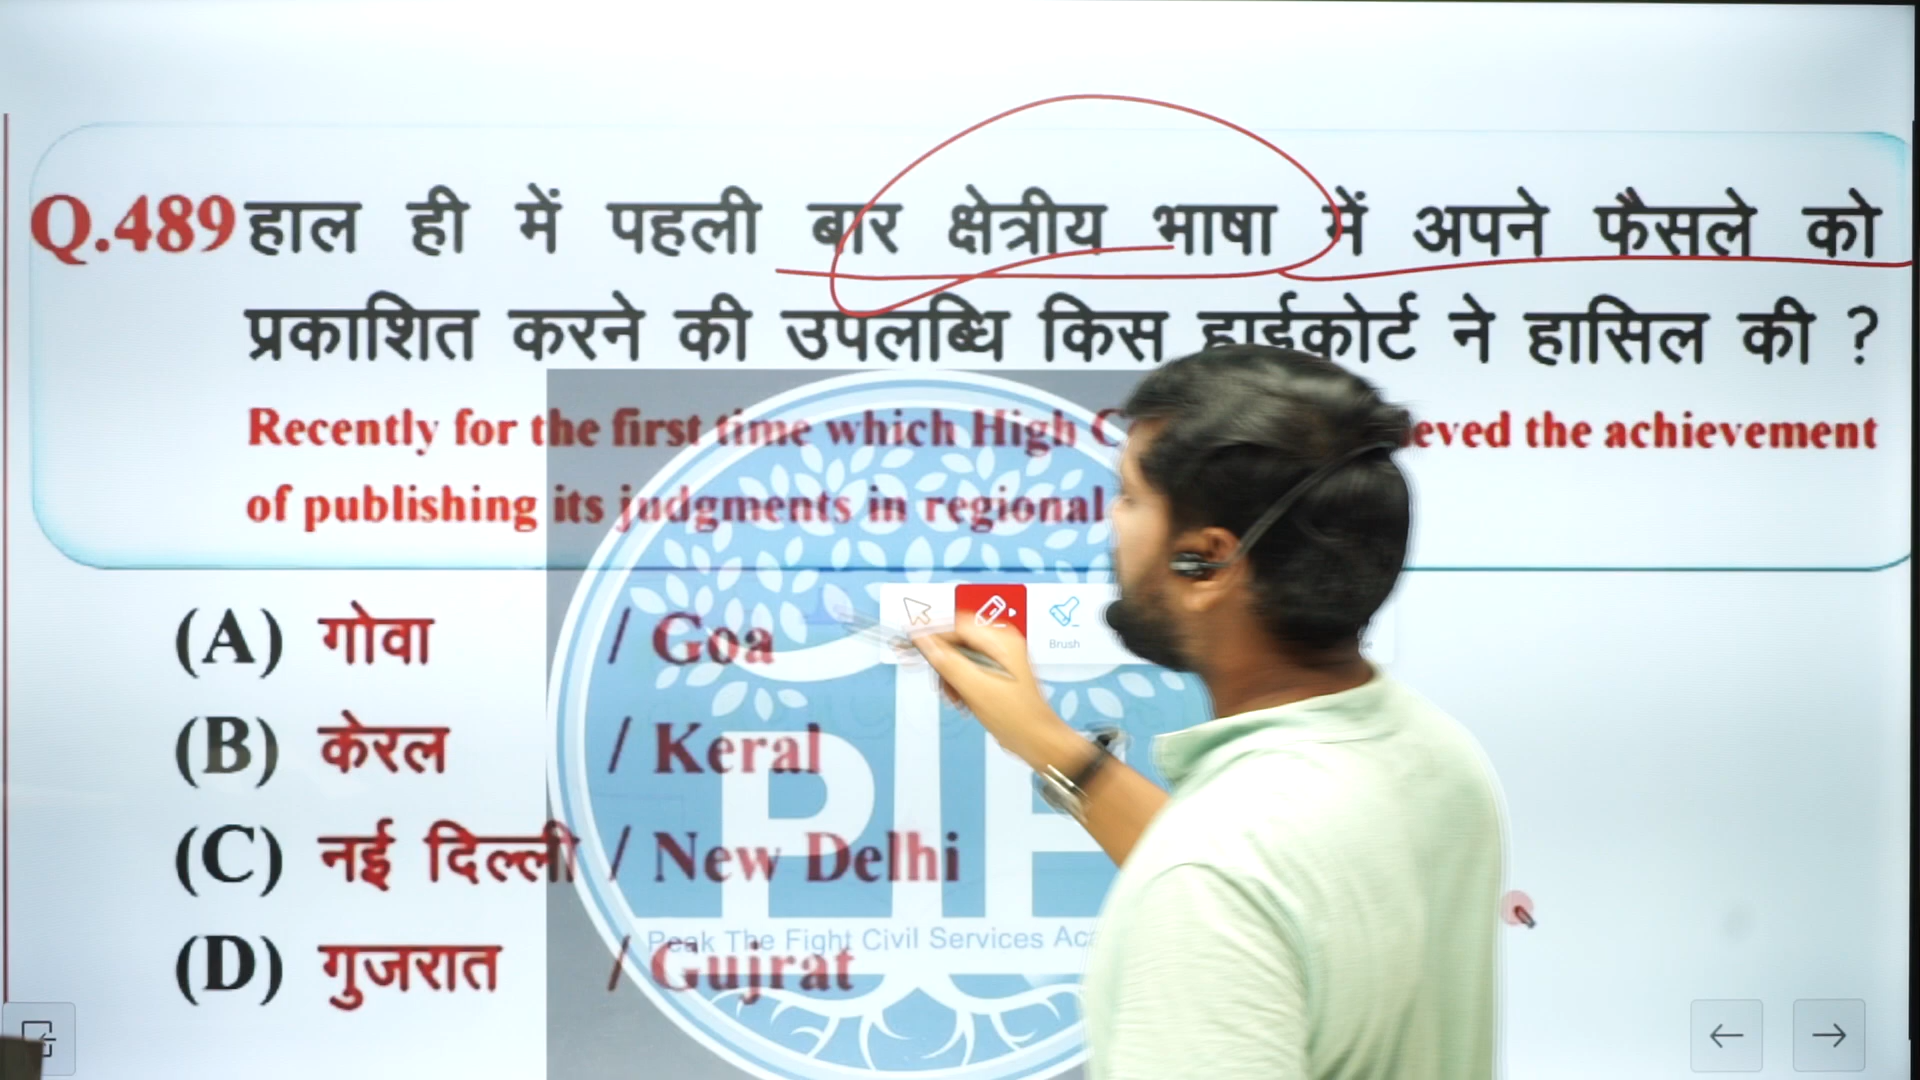 Q.489 हाल ही में पहली बार क्षेत्रीय भाषा में अपने फैसले को
प्रकाशित करने की उपलब्धि किस हाईकोर्ट ने हासिल की ?
Recently for the first time which High the achievement
of publishing its judgments in regional
(A) गोवा / Goa
Brush
(B) केरल / Keral
(C) नई दिल्ली / New Delhi
Peak The Fight Civil Services
(D) गुजरात / Gujrat